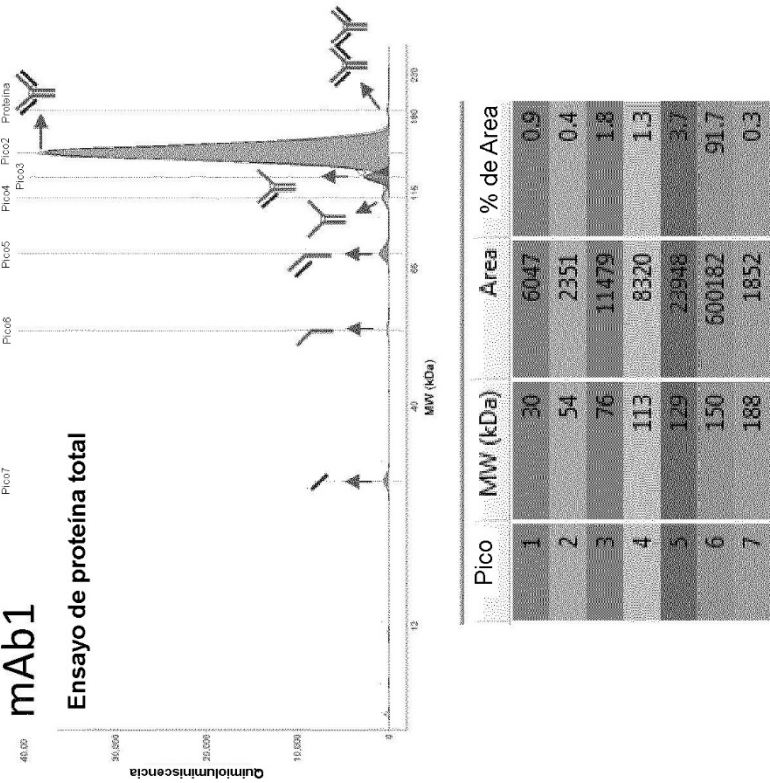 mAb1
Ensayo de proteína total
Pico7
Pico6
Pico5
Pico4
Pico3
Pico2
Proteína
Quimioluminiscencia
40.00
30.000
20.000
10.000
0
12
40
66
116
180
230
MW (kDa)
Pico MW (kDa) Area % de Area
1 30 6047 0.9
2 54 2351 0.4
3 76 11479 1.8
4 113 8320 1.3
5 129 23948 3.7
6 150 600182 91.7
7 188 1852 0.3